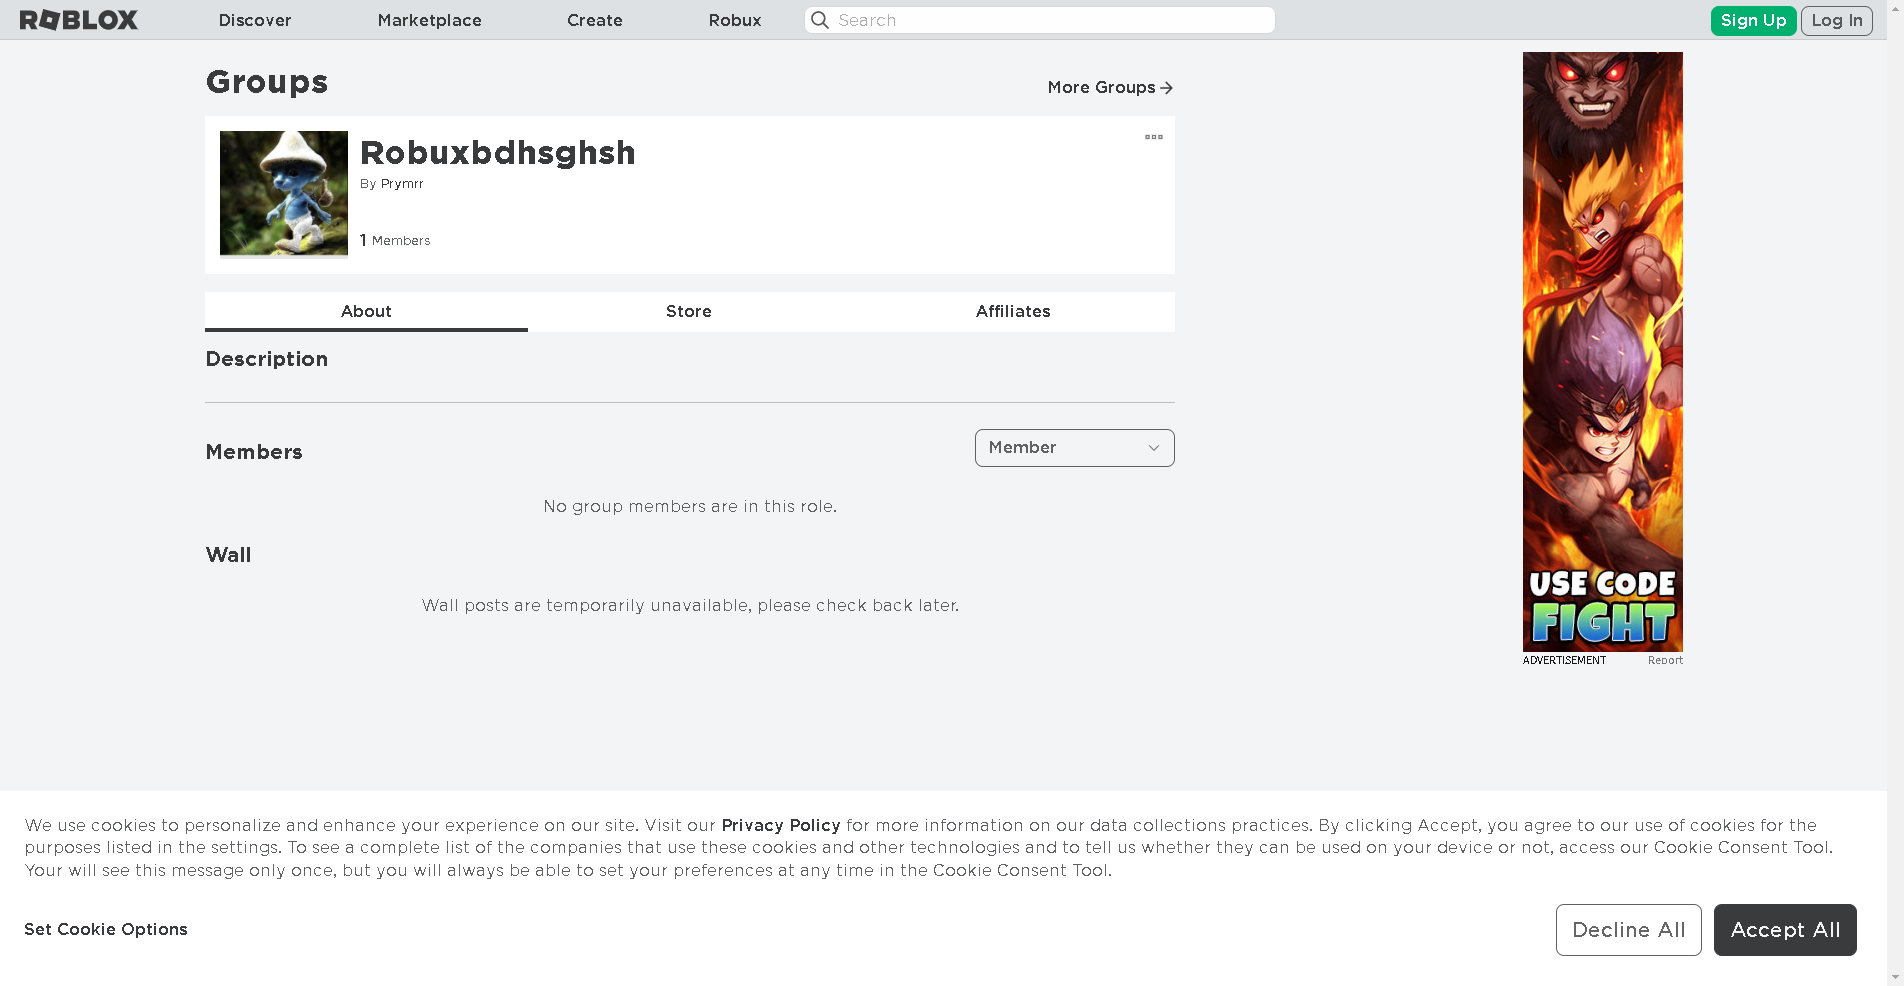 ROBLOX
Discover
Marketplace
Create
Robux
Search
Sign Up
Log In
Groups
More Groups
Robuxbdhsghsh
By Prymrr
1 Members
About
Store
Affiliates
Description
Members
Member
No group members are in this role.
Wall
Wall posts are temporarily unavailable, please check back later.
USE CODE
FIGHT
ADVERTISEMENT
Report
We use cookies to personalize and enhance your experience on our site. Visit our Privacy Policy for more information on our data collections practices. By clicking Accept, you agree to our use of cookies for the
purposes listed in the settings. To see a complete list of the companies that use these cookies and other technologies and to tell us whether they can be used on your device or not, access our Cookie Consent Tool.
Your will see this message only once, but you will always be able to set your preferences at any time in the Cookie Consent Tool.
Set Cookie Options
Decline All
Accept All